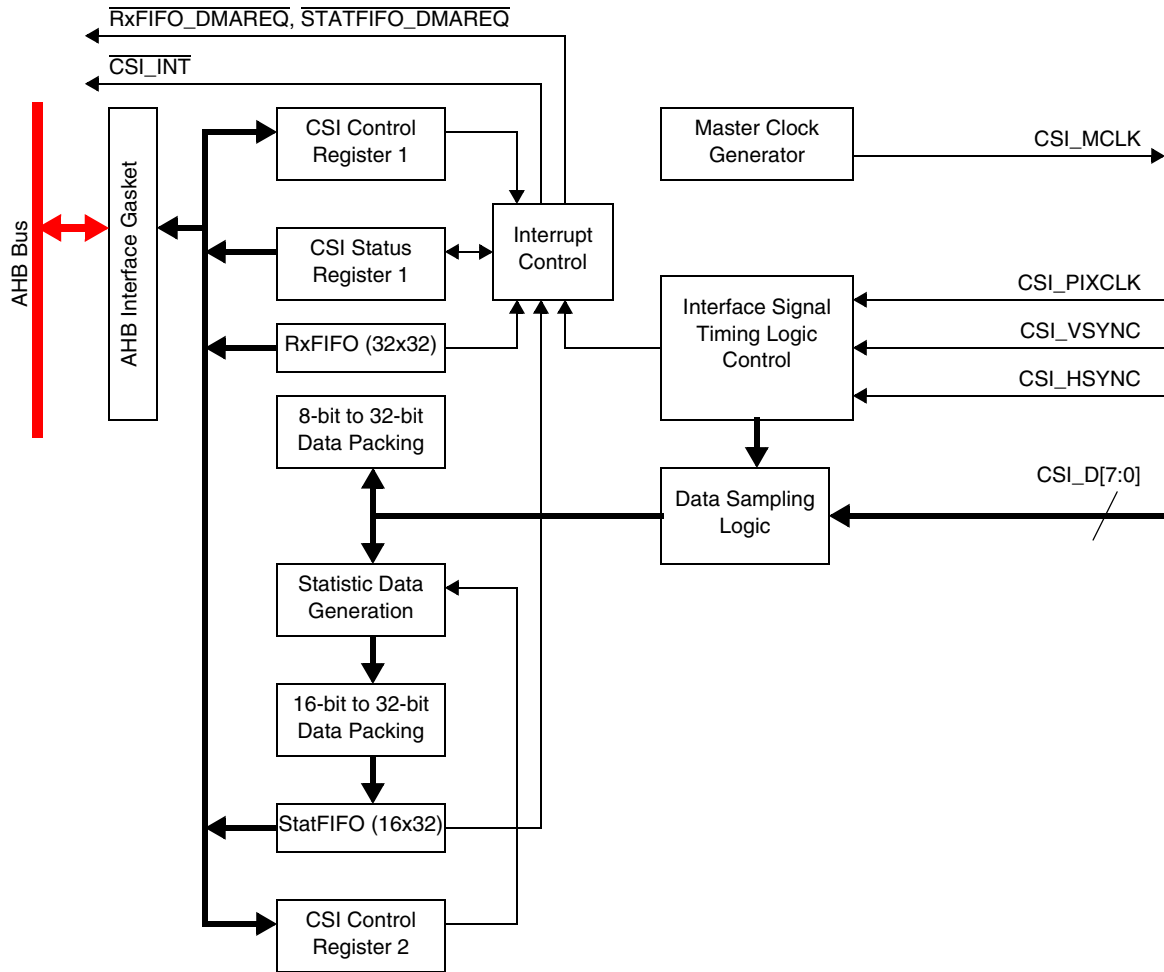 RxFIFO_DMAREQ, STATFIFO_DMAREQ
CSI_INT
AHB Bus
AHB Interface Gasket
CSI Control
Register 1
Master Clock
Generator
CSI_MCLK
CSI Status
Register 1
Interrupt
Control
Interface Signal
Timing Logic
Control
CSI_PIXCLK
CSI_VSYNC
CSI_HSYNC
RxFIFO (32x32)
8-bit to 32-bit
Data Packing
Data Sampling
Logic
CSI_D[7:0]
Statistic Data
Generation
16-bit to 32-bit
Data Packing
StatFIFO (16x32)
CSI Control
Register 2